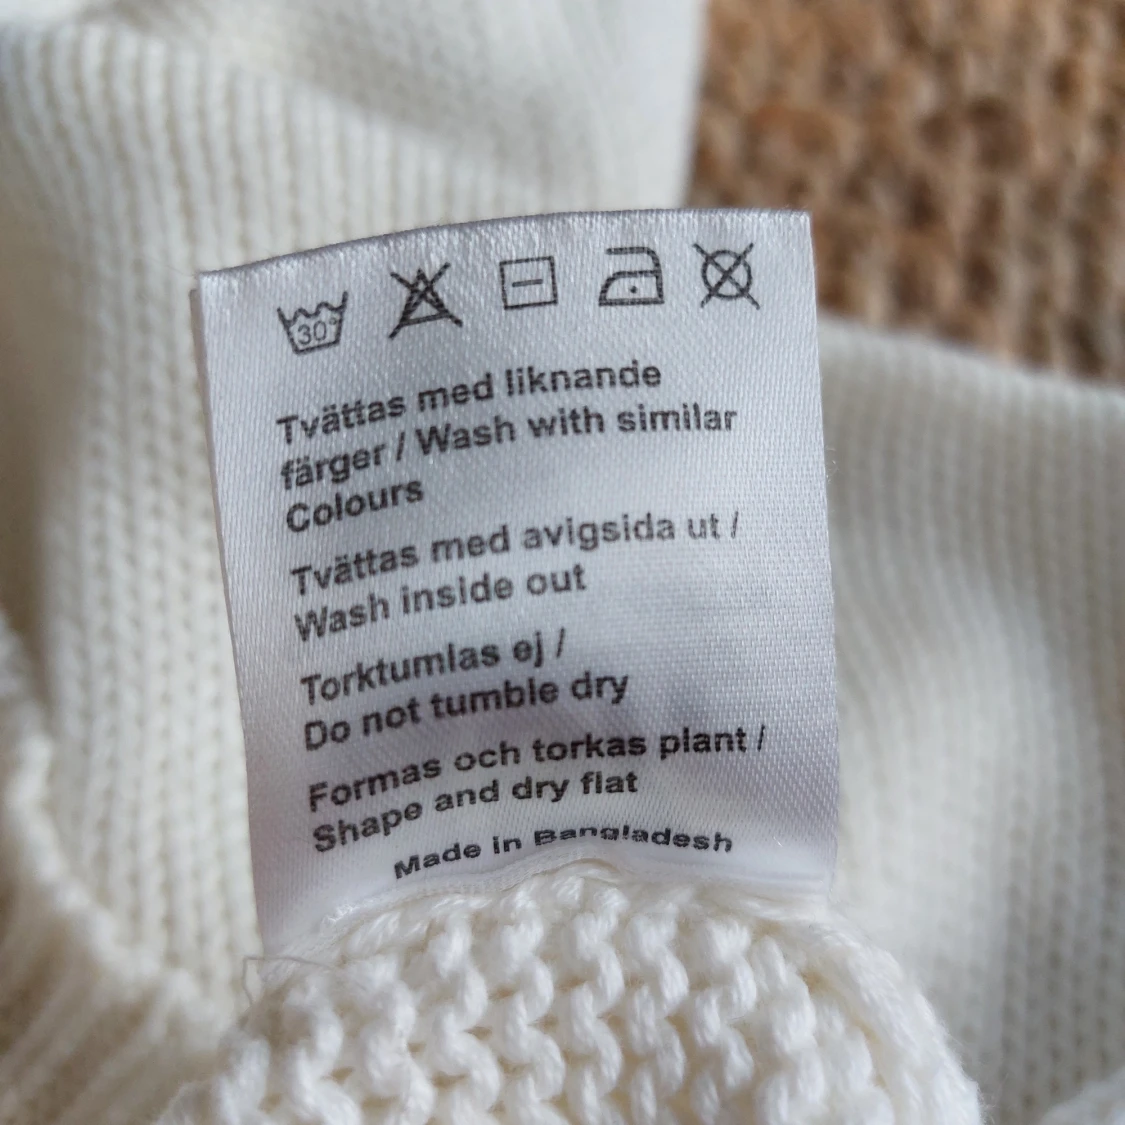 30°
Tvättas med liknande
färger / Wash with similar
Colours
Tvättas med avigsida ut /
Wash inside out
Torktumlas ej /
Do not tumble dry
Formas och torkas plant /
Shape and dry flat
Made in Bangladesh